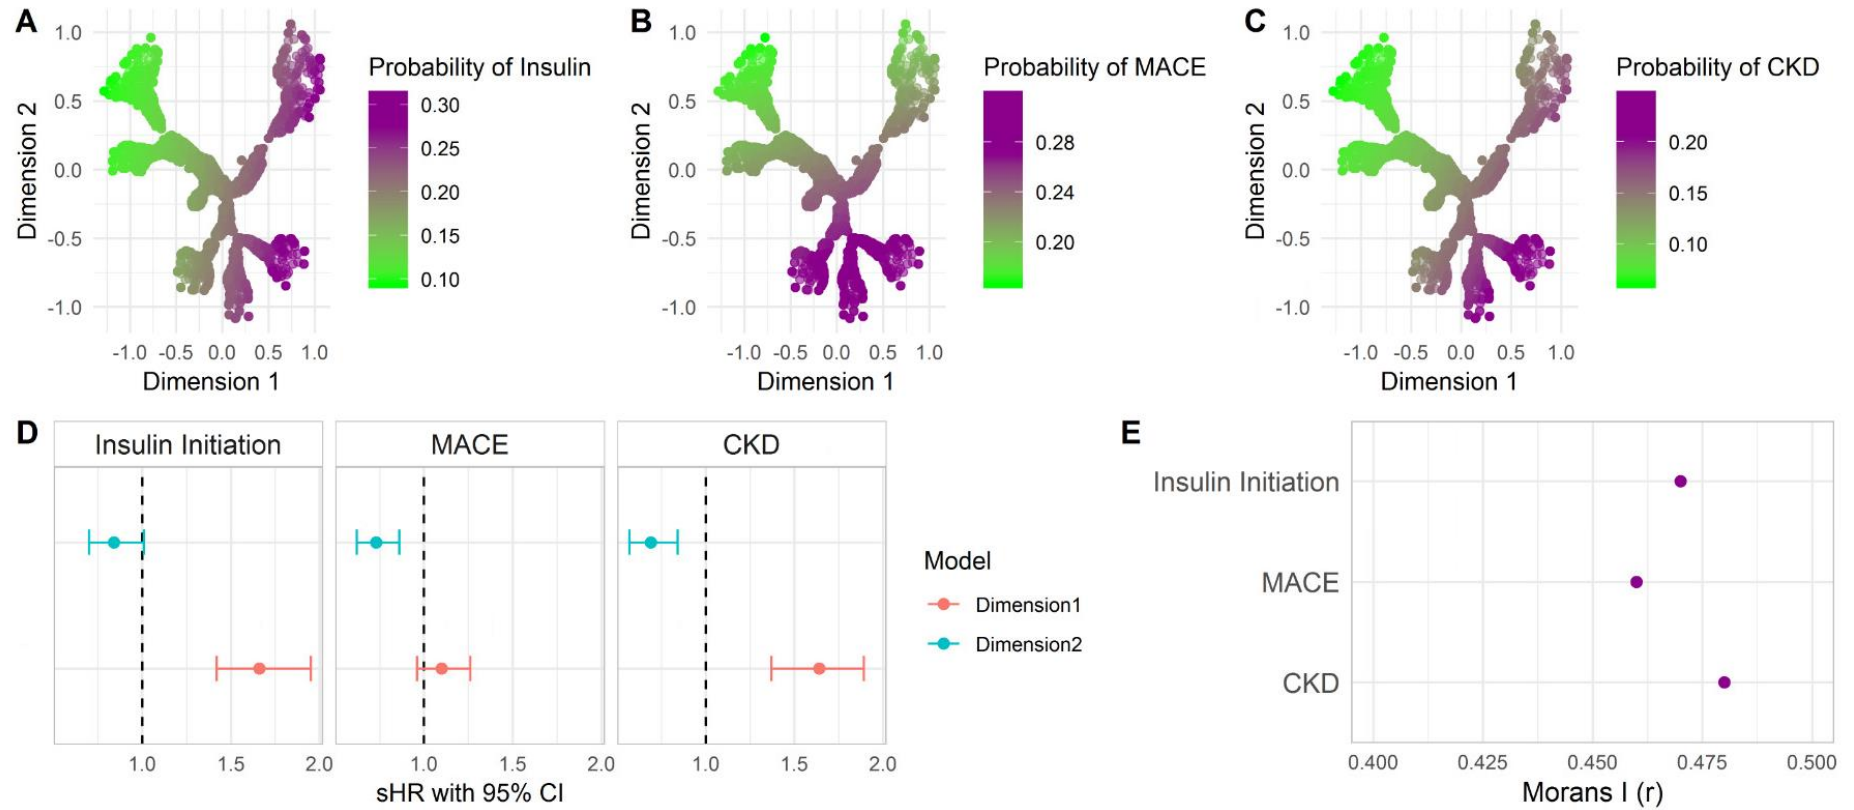 A
Probability of Insulin
0.30
0.25
0.20
0.15
0.10
Dimension 2
1.0
0.5
0.0
-0.5
-1.0
-1.0 -0.5 0.0 0.5 1.0
Dimension 1
B
Probability of MACE
0.28
0.24
0.20
Dimension 2
1.0
0.5
0.0
-0.5
-1.0
-1.0 -0.5 0.0 0.5 1.0
Dimension 1
C
Probability of CKD
0.20
0.15
0.10
Dimension 2
1.0
0.5
0.0
-0.5
-1.0
-1.0 -0.5 0.0 0.5 1.0
Dimension 1
D
Insulin Initiation
MACE
CKD
1.0 1.5 2.0
1.0 1.5 2.0
1.0 1.5 2.0
sHR with 95% CI
Model
Dimension1
Dimension2
E
Insulin Initiation
MACE
CKD
0.400 0.425 0.450 0.475 0.500
Morans I (r)